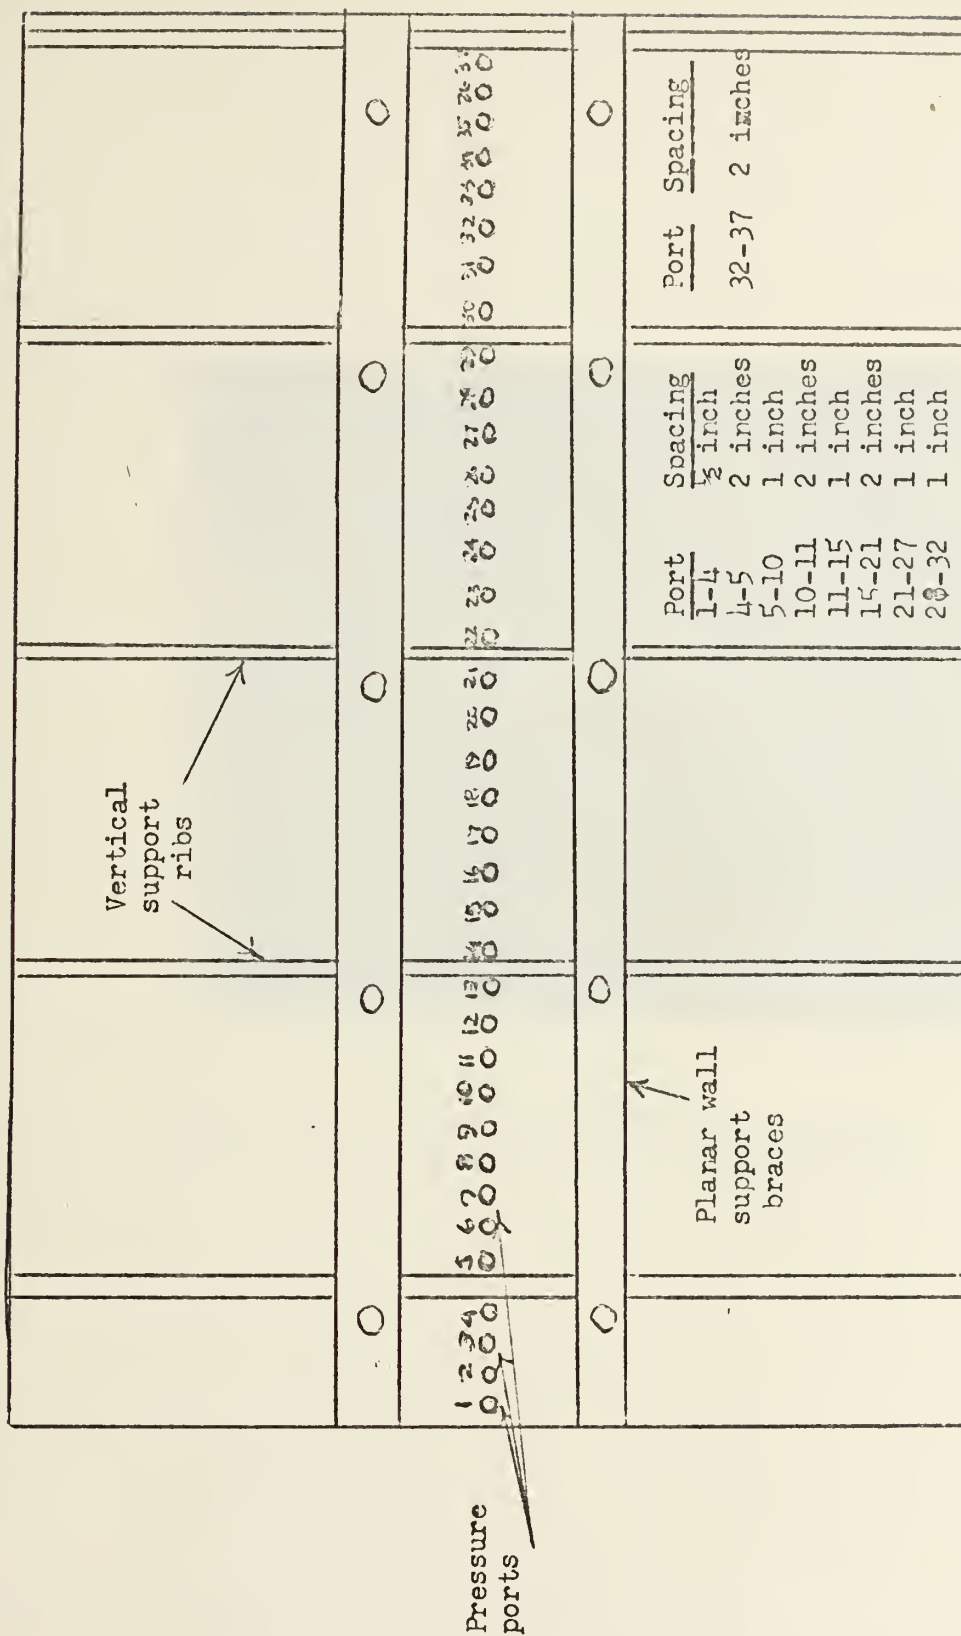 Vertical
support
ribs
Pressure
ports
1 2 3 4 5 6 7 8 9 10 11 12 13 14 15 16 17 18 19 20 21 22 23 24 25 26 27 28 29 30 31 32 33 34 35
Planar wall
support
braces
Port Spacing
1-4 ½ inch
4-5 2 inches
5-10 1 inch
10-11 2 inches
11-15 1 inch
15-21 2 inches
21-27 1 inch
28-32 1 inch
Port Spacing
32-37 2 inches